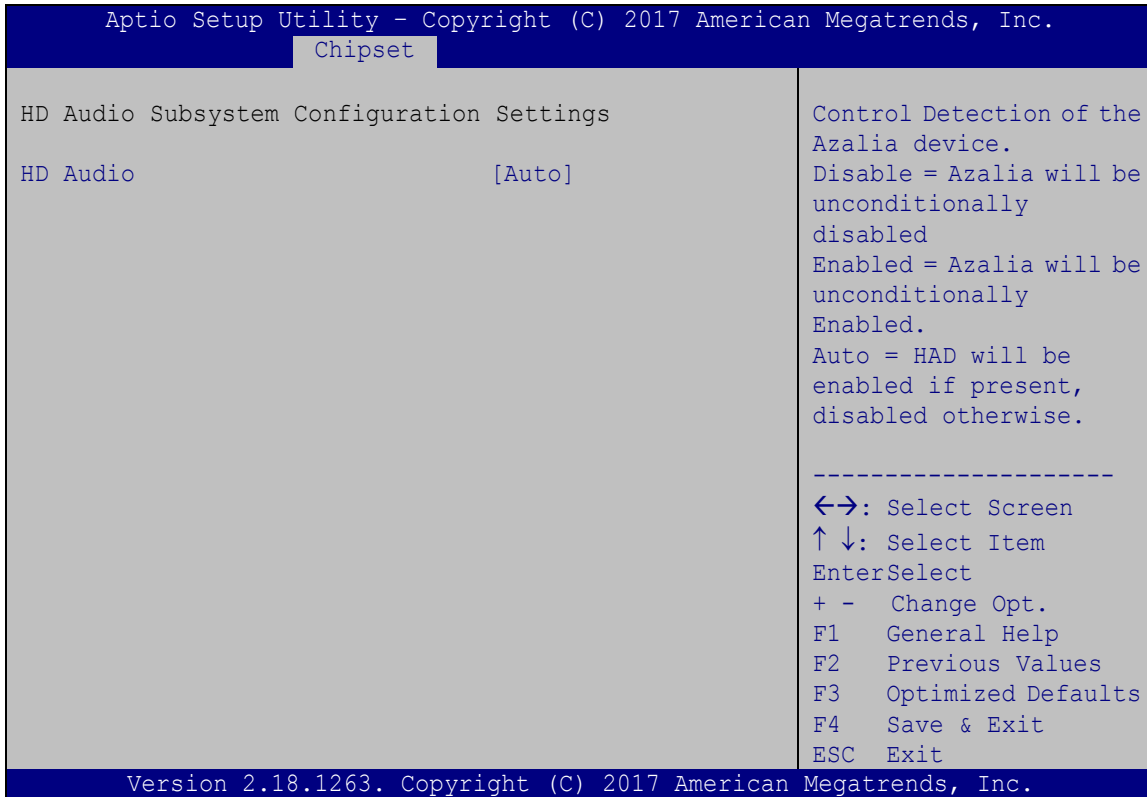 Aptio Setup Utility – Copyright (C) 2017 American Megatrends, Inc.
Chipset
HD Audio Subsystem Configuration Settings
HD Audio [Auto]
Control Detection of the
Azalia device.
Disable = Azalia will be
unconditionally
disabled
Enabled = Azalia will be
unconditionally
Enabled.
Auto = HAD will be
enabled if present,
disabled otherwise.
---------------------
←→: Select Screen
↑ ↓: Select Item
EnterSelect
+ - Change Opt.
F1 General Help
F2 Previous Values
F3 Optimized Defaults
F4 Save & Exit
ESC Exit
Version 2.18.1263. Copyright (C) 2017 American Megatrends, Inc.